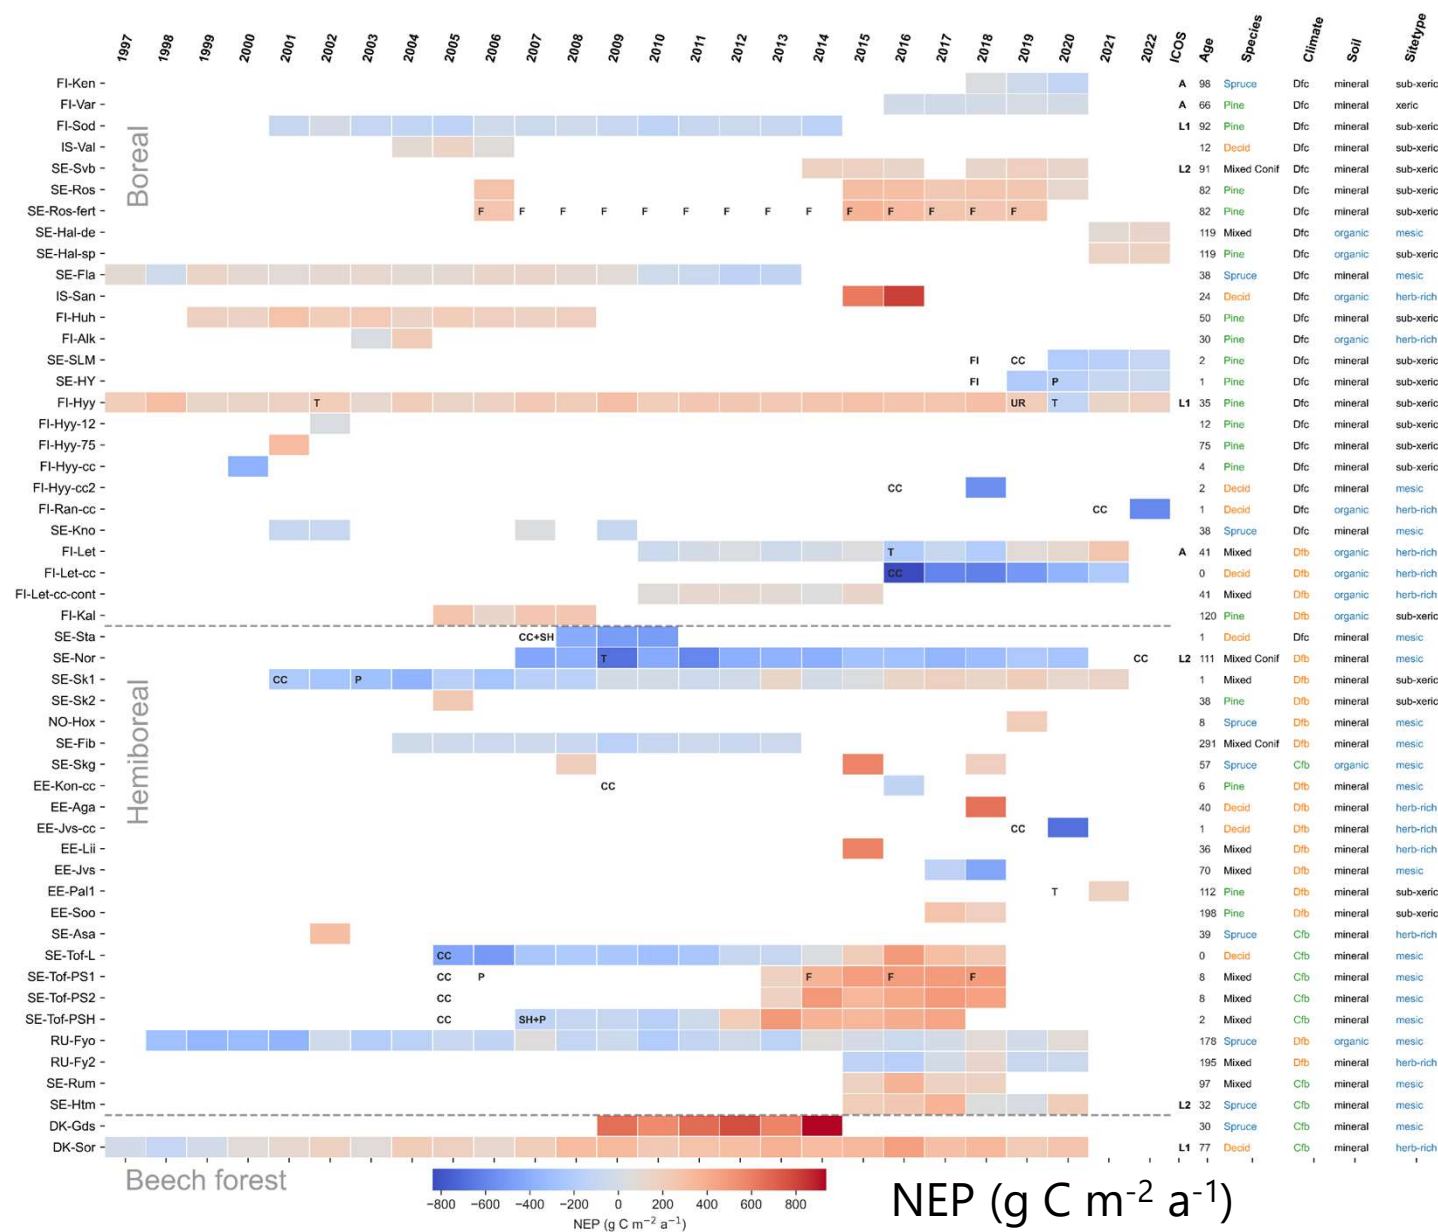 1997 1998 1999 2000 2001 2002 2003 2004 2005 2006 2007 2008 2009 2010 2011 2012 2013 2014 2015 2016 2017 2018 2019 2020 2021 2022 ICOS Age Species Climate Soil Sitetype
Boreal
FI-Ken A 98 Spruce Dfc mineral sub-xeric
FI-Var A 66 Pine Dfc mineral xeric
FI-Sod L1 92 Pine Dfc mineral sub-xeric
IS-Val 12 Decid Dfc mineral sub-xeric
SE-Svb L2 91 Mixed Conif Dfc mineral sub-xeric
SE-Ros 82 Pine Dfc mineral sub-xeric
SE-Ros-fert F F F F F F F F F F F F F F 82 Pine Dfc mineral sub-xeric
SE-Hal-de 119 Mixed Dfc organic mesic
SE-Hal-sp 119 Pine Dfc organic sub-xeric
SE-Fla 38 Spruce Dfc mineral mesic
IS-San 24 Decid Dfc organic herb-rich
FI-Huh 50 Pine Dfc mineral sub-xeric
FI-Alk 30 Pine Dfc organic herb-rich
SE-SLM FI CC 2 Pine Dfc mineral sub-xeric
SE-HY FI P 1 Pine Dfc mineral sub-xeric
FI-Hyy T UR T L1 35 Pine Dfc mineral sub-xeric
FI-Hyy-12 12 Pine Dfc mineral sub-xeric
FI-Hyy-75 75 Pine Dfc mineral sub-xeric
FI-Hyy-cc 4 Pine Dfc mineral sub-xeric
FI-Hyy-cc2 CC 2 Decid Dfc mineral mesic
FI-Ran-cc CC 1 Decid Dfc organic herb-rich
SE-Kno 38 Spruce Dfc mineral mesic
FI-Let T A 41 Mixed Dfb organic herb-rich
FI-Let-cc CC 0 Decid Dfb organic herb-rich
FI-Let-cc-cont 41 Mixed Dfb organic herb-rich
FI-Kal 120 Pine Dfb organic sub-xeric
Hemiboreal
SE-Sta CC+SH 1 Decid Dfc mineral mesic
SE-Nor T CC L2 111 Mixed Conif Dfb mineral mesic
SE-Sk1 CC P 1 Mixed Dfb mineral sub-xeric
SE-Sk2 38 Pine Dfb mineral sub-xeric
NO-Hox 8 Spruce Dfb mineral mesic
SE-Fib 291 Mixed Conif Dfb mineral mesic
SE-Skg 57 Spruce Cfb organic mesic
EE-Kon-cc CC 6 Pine Dfb mineral mesic
EE-Aga 40 Decid Dfb mineral herb-rich
EE-Jvs-cc CC 1 Decid Dfb mineral herb-rich
EE-Lii 36 Mixed Dfb mineral herb-rich
EE-Jvs 70 Mixed Dfb mineral mesic
EE-Pal1 T 112 Pine Dfb mineral sub-xeric
EE-Soo 198 Pine Dfb mineral sub-xeric
SE-Asa 39 Spruce Cfb mineral herb-rich
SE-Tof-L CC 0 Decid Cfb mineral mesic
SE-Tof-PS1 CC P F F F 8 Mixed Cfb mineral mesic
SE-Tof-PS2 CC 8 Mixed Cfb mineral mesic
SE-Tof-PSH CC SH+P 2 Mixed Cfb mineral mesic
RU-Fyo 178 Spruce Dfb organic mesic
RU-Fy2 195 Mixed Dfb mineral herb-rich
SE-Rum 97 Mixed Cfb mineral mesic
SE-Htm L2 32 Spruce Cfb mineral mesic
DK-Gds 30 Spruce Cfb mineral mesic
DK-Sor L1 77 Decid Cfb mineral herb-rich
Beech forest
−800 −600 −400 −200 0 200 400 600 800
NEP (g C m⁻² a⁻¹)
NEP (g C m⁻² a⁻¹)